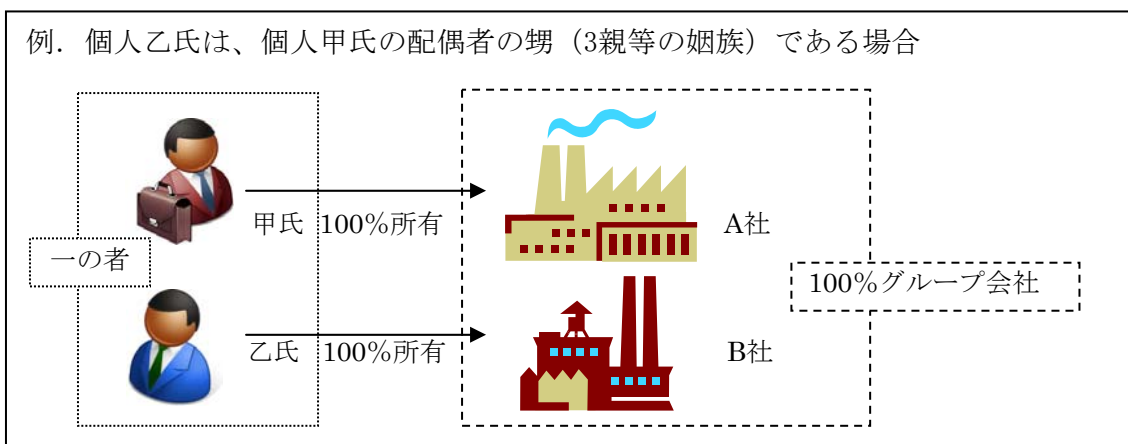 例．個人乙氏は、個人甲氏の配偶者の甥（3親等の姻族）である場合
甲氏 100%所有
A社
一の者
100%グループ会社
乙氏 100%所有
B社